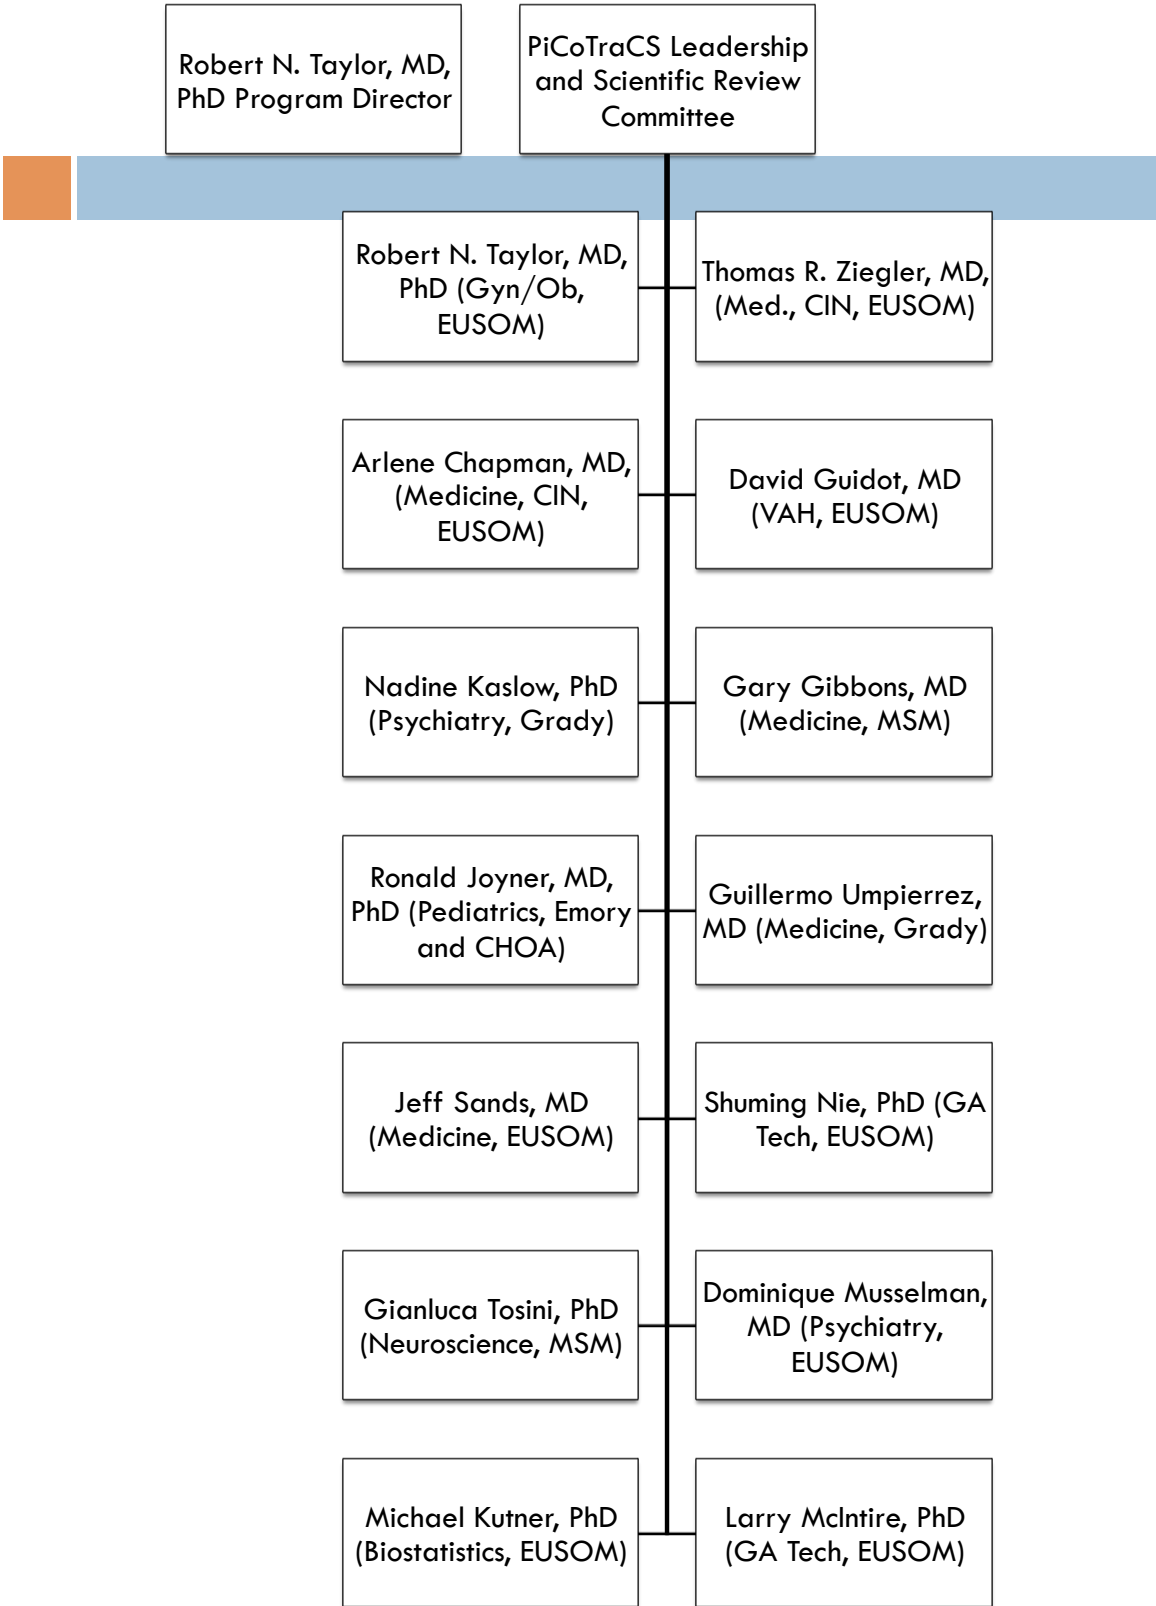 Robert N. Taylor, MD,
PhD Program Director
PiCoTraCS Leadership
and Scientific Review
Committee
Robert N. Taylor, MD,
PhD (Gyn/Ob,
EUSOM)
Thomas R. Ziegler, MD,
(Med., CIN, EUSOM)
Arlene Chapman, MD,
(Medicine, CIN,
EUSOM)
David Guidot, MD
(VAH, EUSOM)
Nadine Kaslow, PhD
(Psychiatry, Grady)
Gary Gibbons, MD
(Medicine, MSM)
Ronald Joyner, MD,
PhD (Pediatrics, Emory
and CHOA)
Guillermo Umpierrez,
MD (Medicine, Grady)
Jeff Sands, MD
(Medicine, EUSOM)
Shuming Nie, PhD (GA
Tech, EUSOM)
Gianluca Tosini, PhD
(Neuroscience, MSM)
Dominique Musselman,
MD (Psychiatry,
EUSOM)
Michael Kutner, PhD
(Biostatistics, EUSOM)
Larry McIntire, PhD
(GA Tech, EUSOM)